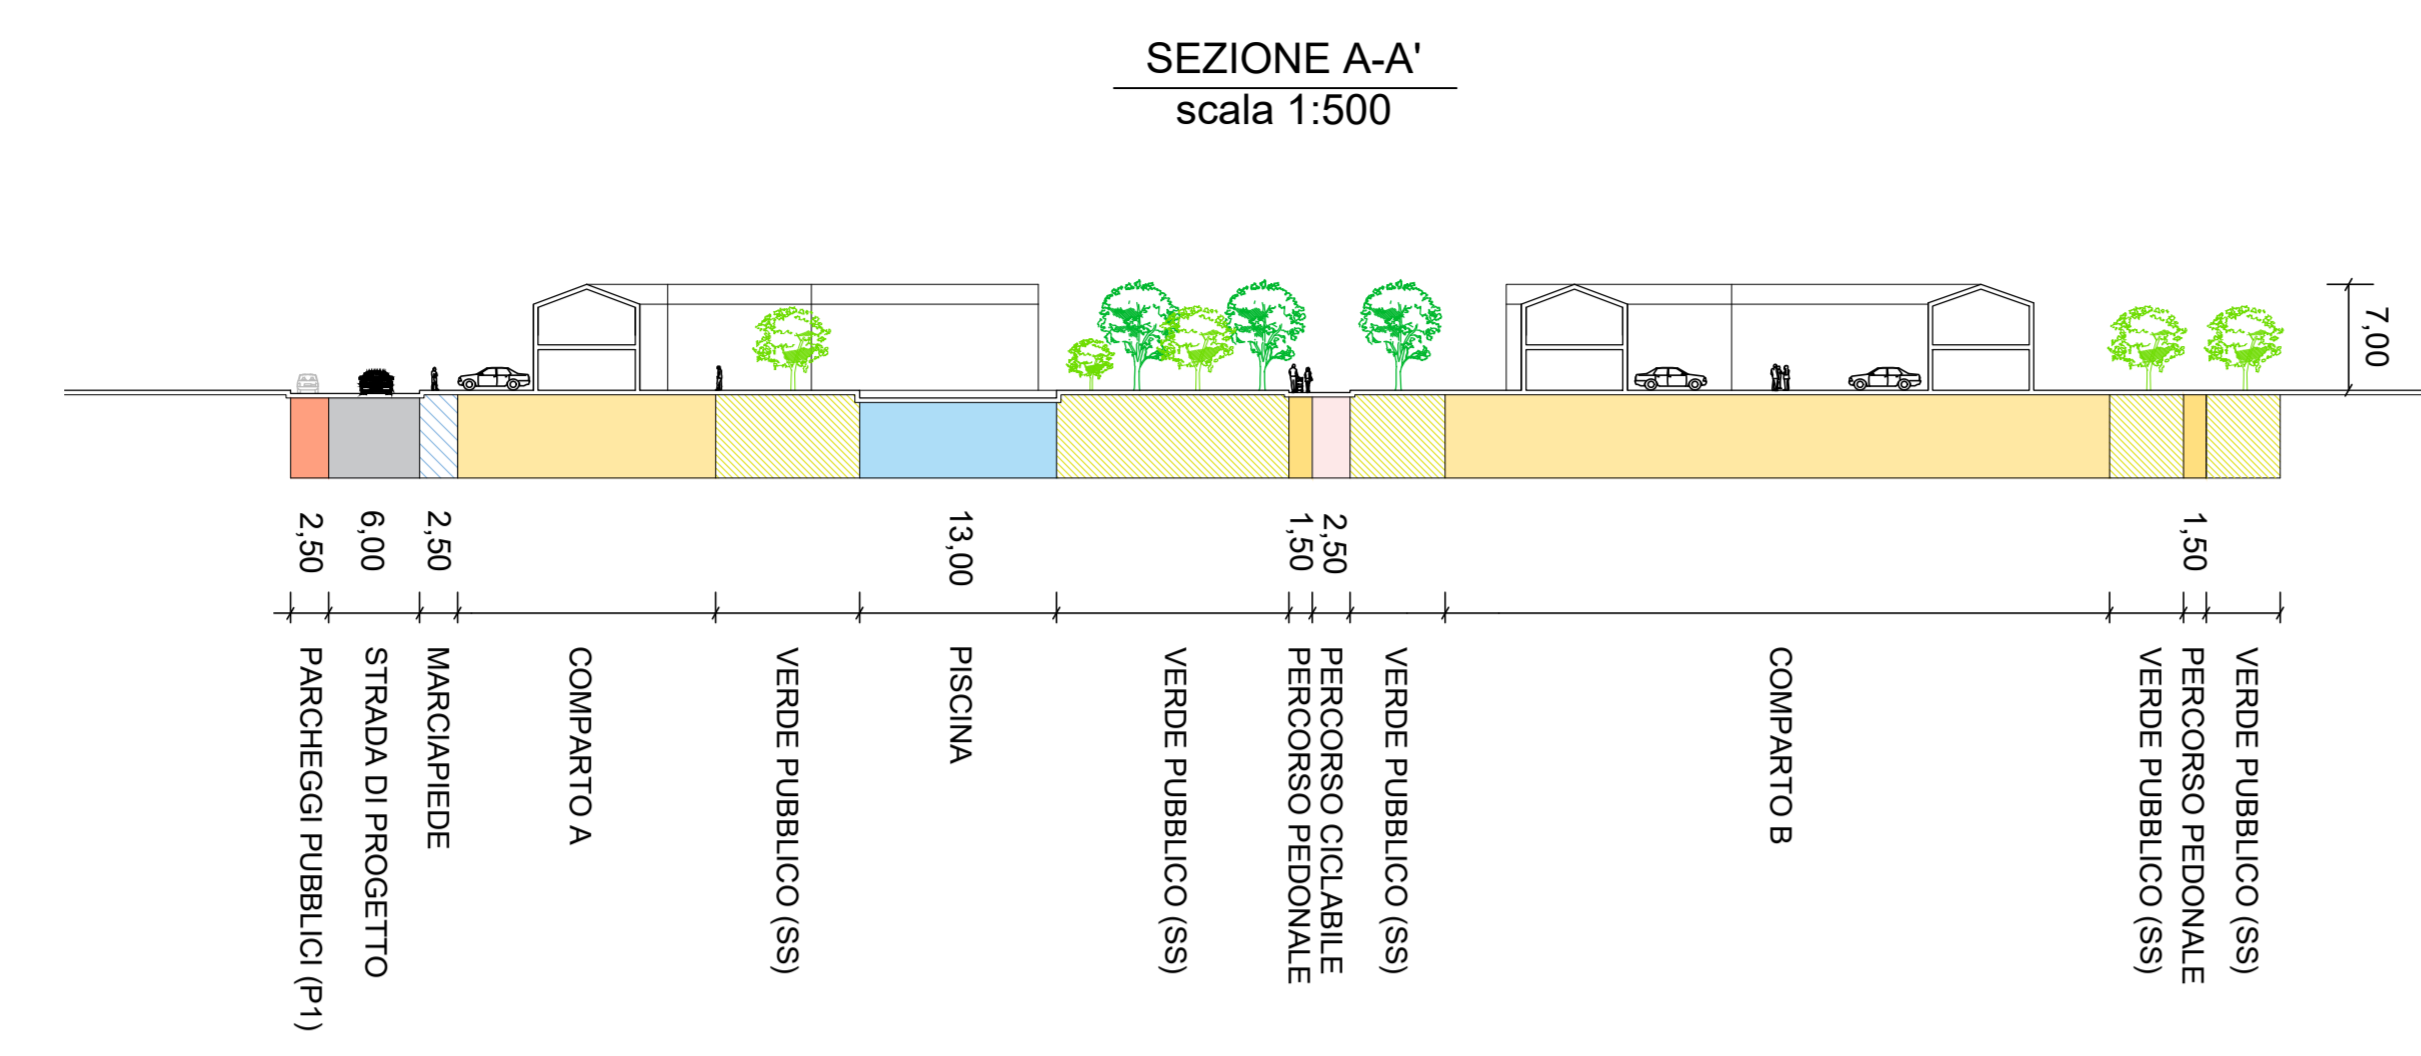 SEZIONE A-A'
scala 1:500
7,00
2,50
6,00
2,50
13,00
1,50
2,50
1,50
PARCHEGGI PUBBLICI (P1)
STRADA DI PROGETTO
MARCIAPIEDE
COMPARTO A
VERDE PUBBLICO (SS)
PISCINA
VERDE PUBBLICO (SS)
PERCORSO PEDONALE
PERCORSO CICLABILE
VERDE PUBBLICO (SS)
COMPARTO B
VERDE PUBBLICO (SS)
PERCORSO PEDONALE
VERDE PUBBLICO (SS)